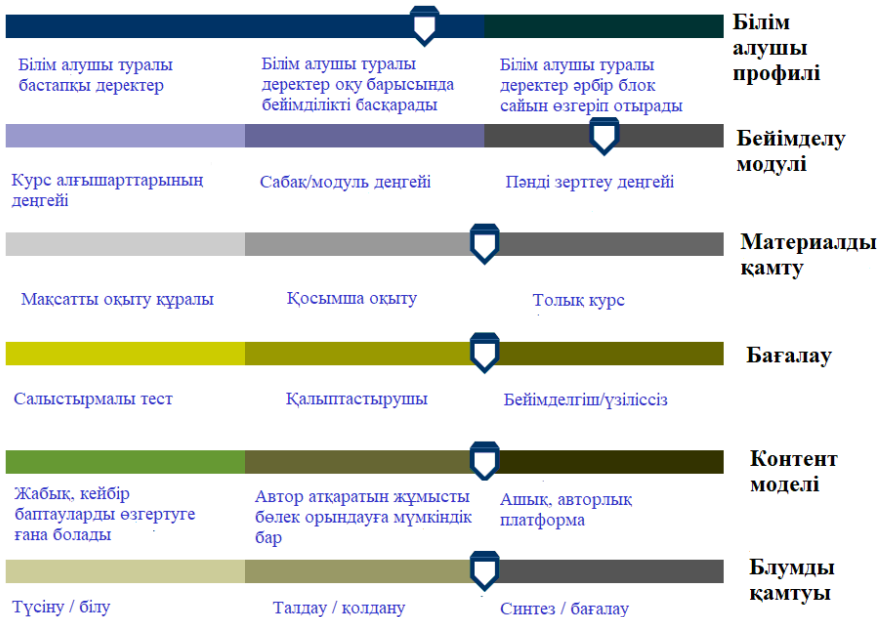 Білім
алушы
профилі
Білім алушы туралы
бастапқы деректер
Білім алушы туралы
деректер оқу барысында
бейімділікті басқарады
Білім алушы туралы
деректер әрбір блок
сайын өзгеріп отырады
Бейімделу
модулі
Курс алғышарттарының
деңгейі
Сабақ/модуль деңгейі
Пәнді зерттеу деңгейі
Материалды
қамту
Мақсатты оқыту құралы
Қосымша оқыту
Толық курс
Бағалау
Салыстырмалы тест
Қалыптастырушы
Бейімделгіш/үзіліссіз
Контент
моделі
Жабық, кейбір
баптауларды өзгертуге
ғана болады
Автор атқаратын жұмысты
бөлек орындауға мүмкіндік
бар
Ашық, авторлық
платформа
Блумды
қамтуы
Түсіну / білу
Талдау / қолдану
Синтез / бағалау